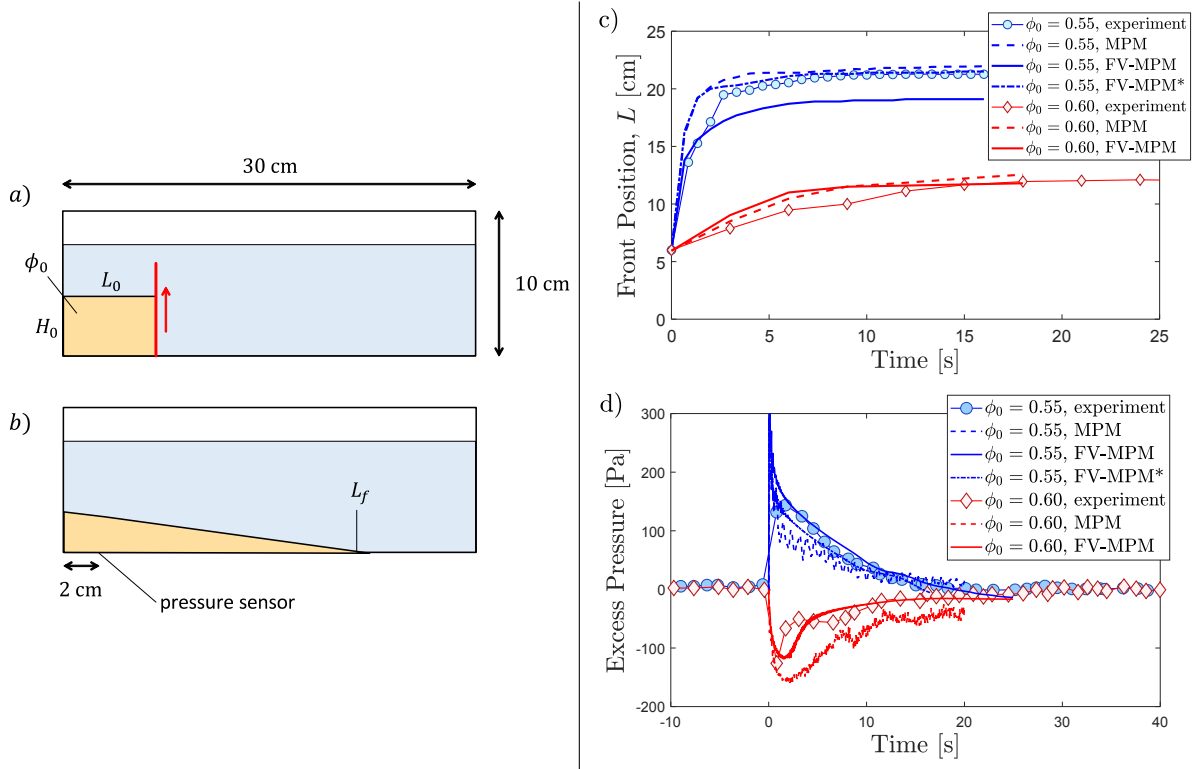 a)
30 cm
ϕ₀
L₀
H₀
10 cm
b)
L_f
2 cm
pressure sensor
c)
Front Position, L [cm]
25
20
15
10
5
0
0 5 10 15 20 25
Time [s]
ϕ₀ = 0.55, experiment
ϕ₀ = 0.55, MPM
ϕ₀ = 0.55, FV-MPM
ϕ₀ = 0.55, FV-MPM*
ϕ₀ = 0.60, experiment
ϕ₀ = 0.60, MPM
ϕ₀ = 0.60, FV-MPM
d)
Excess Pressure [Pa]
300
200
100
0
-100
-200
-10 0 10 20 30 40
Time [s]
ϕ₀ = 0.55, experiment
ϕ₀ = 0.55, MPM
ϕ₀ = 0.55, FV-MPM
ϕ₀ = 0.55, FV-MPM*
ϕ₀ = 0.60, experiment
ϕ₀ = 0.60, MPM
ϕ₀ = 0.60, FV-MPM